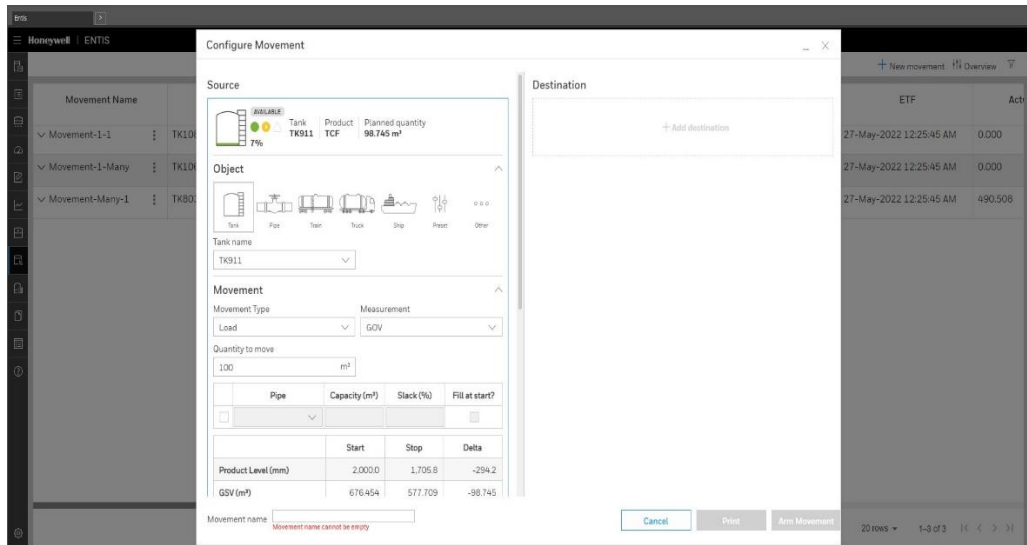 Entis
Honeywell | ENTIS
Configure Movement
New movement Overview
Movement Name
ETF
Movement-1-1
27-May-2022 12:25:45 AM 0.000
Movement-1-Many
27-May-2022 12:25:45 AM 0.000
Movement-Many-1
27-May-2022 12:25:45 AM 490.508
Source
AVAILABLE
7%
Tank Product Planned quantity
TK911 TCF 98.745 m³
Object
Tank Pipe Train Truck Ship Preset Other
Tank name
TK911
Movement
Movement Type Measurement
Load GOV
Quantity to move
100 m³
Pipe Capacity (m³) Slack (%) Fill at start?
Start Stop Delta
Product Level (mm) 2,000.0 1,705.8 -294.2
GSV (m³) 676.454 577.709 -98.745
Destination
+ Add destination
Movement name
Movement name cannot be empty
Cancel Print Arm Movement
20 rows 1-3 of 3